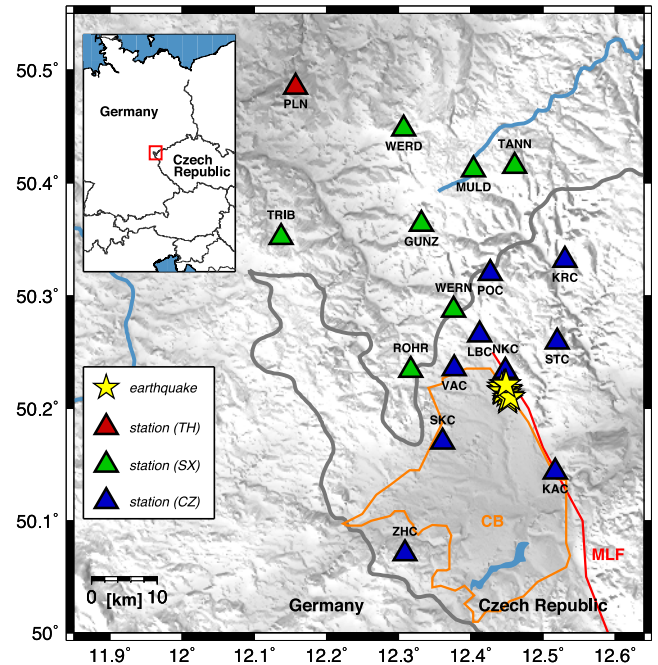 50.5°
50.4°
50.3°
50.2°
50.1°
50°
Germany
Czech
Republic
PLN
WERD
TANN
MULD
TRIB
GUNZ
KRC
POC
WERN
LBC
NKC
STC
ROHR
VAC
SKC
KAC
ZHC
CB
MLF
earthquake
station (TH)
station (SX)
station (CZ)
0
[km]
10
Germany
Czech Republic
11.9°
12°
12.1°
12.2°
12.3°
12.4°
12.5°
12.6°